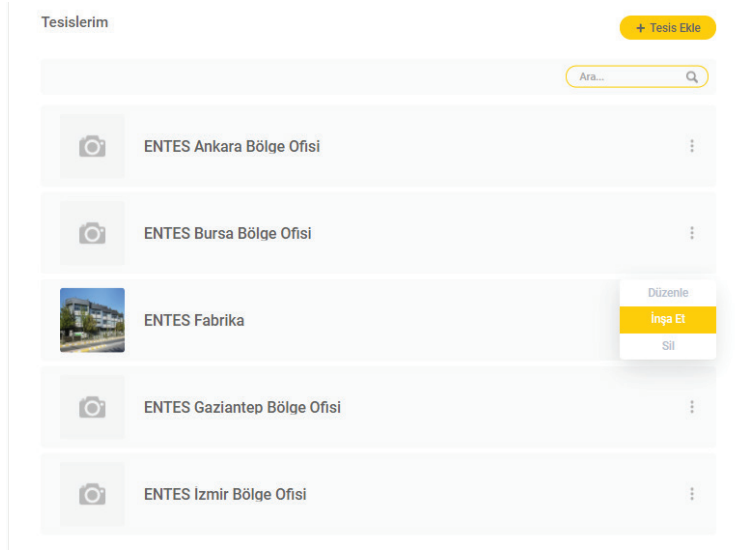 Tesislerim
+ Tesis Ekle
Ara...
ENTES Ankara Bölge Ofisi
ENTES Bursa Bölge Ofisi
ENTES Fabrika
Düzenle
İnşa Et
Sil
ENTES Gaziantep Bölge Ofisi
ENTES İzmir Bölge Ofisi